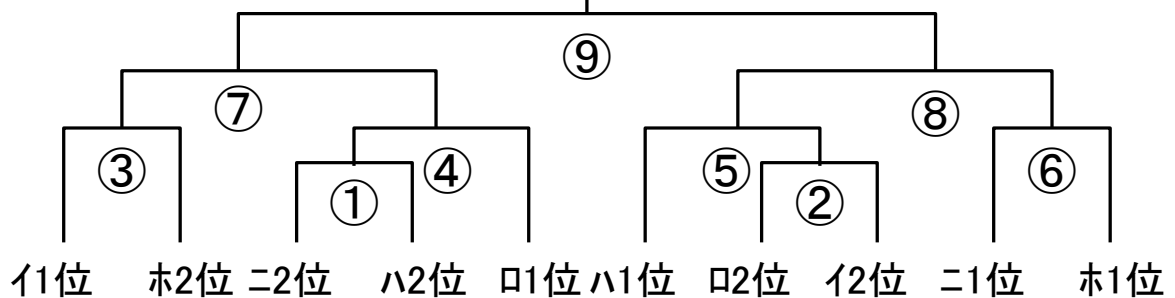 ⑨
⑦ ⑧
③ ④ ⑤ ⑥
① ②
イ1位 ホ2位 ニ2位 ハ2位 ロ1位 ハ1位 ロ2位 イ2位 ニ1位 ホ1位